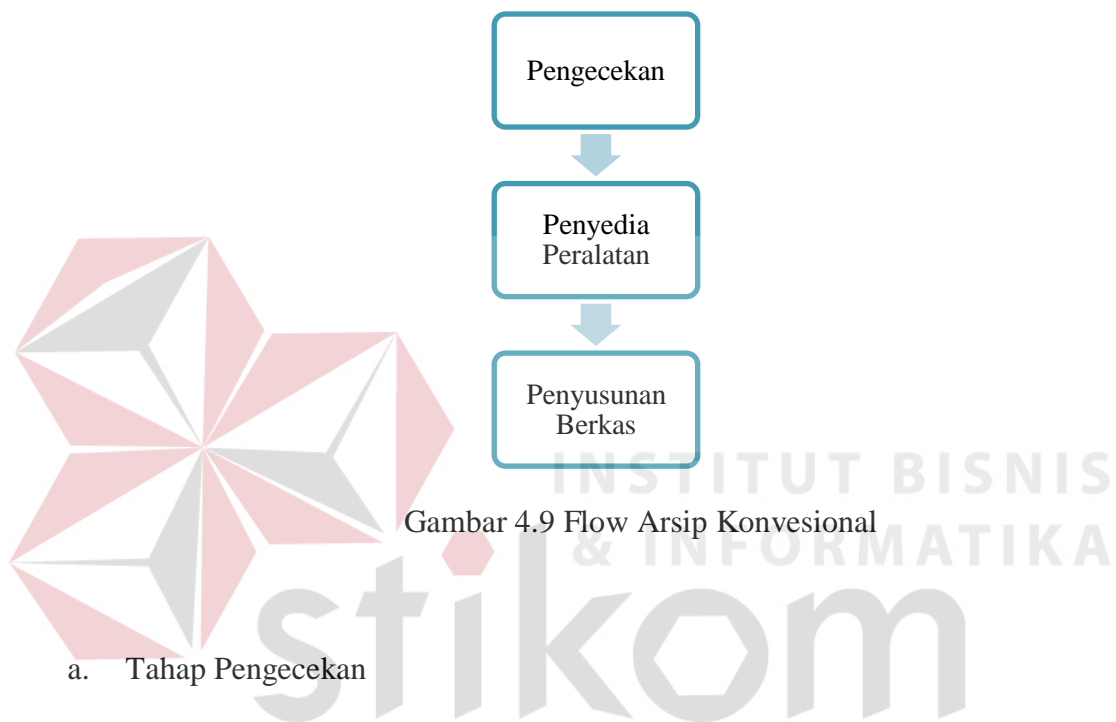 Pengecekan
Penyedia
Peralatan
Penyusunan
Berkas
INSTITUT BISNIS
Gambar 4.9 Flow Arsip Konvesional
& INFORMATIKA
stikom
a. Tahap Pengecekan